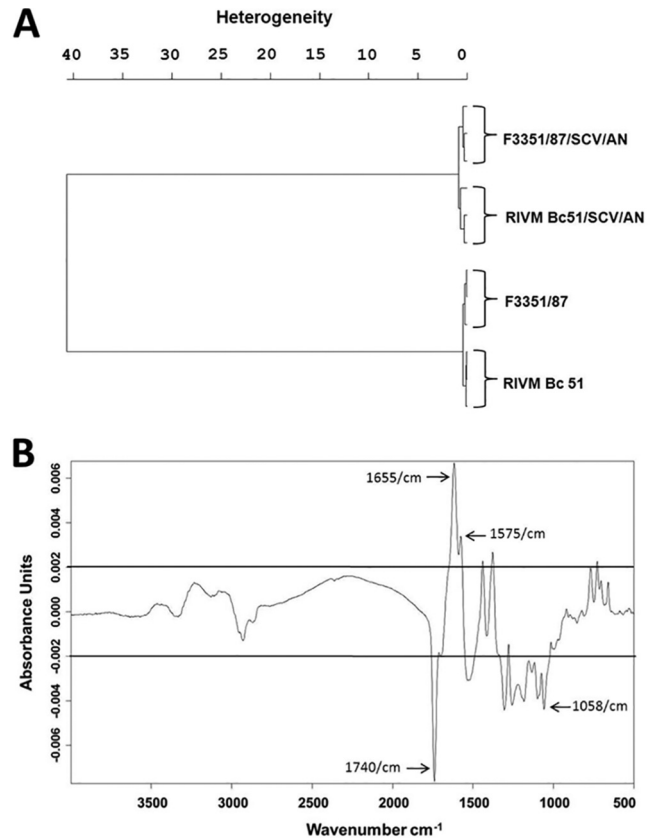 A
Heterogeneity
40 35 30 25 20 15 10 5 0
F3351/87/SCV/AN
RIVM Bc51/SCV/AN
F3351/87
RIVM Bc 51
B
Absorbance Units
0.006
0.004
0.002
0.000
-0.002
-0.004
-0.006
1655/cm
1575/cm
1058/cm
1740/cm
3500 3000 2500 2000 1500 1000 500
Wavenumber cm-1